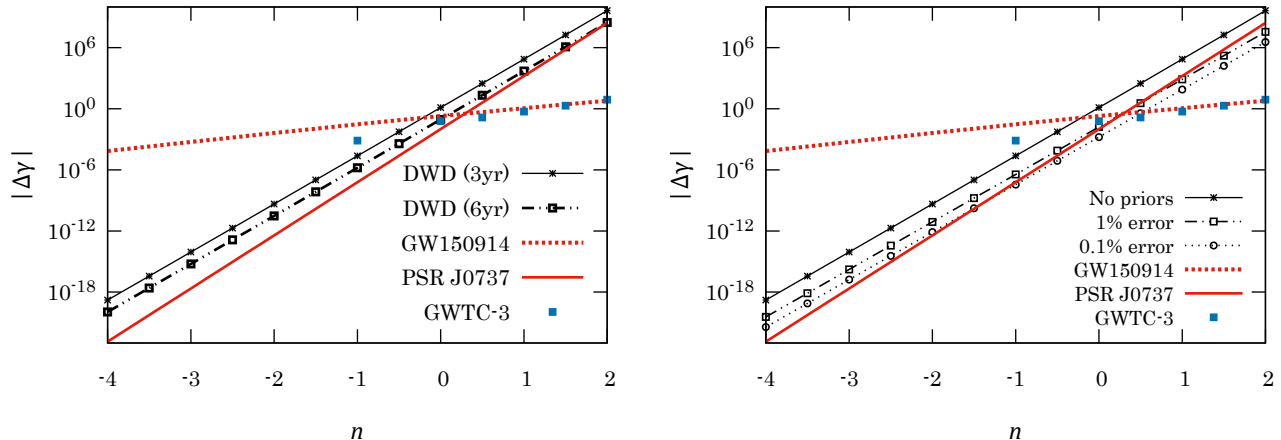 10^6
10^0
10^-6
10^-12
10^-18
|Δγ|
DWD (3yr)
DWD (6yr)
GW150914
PSR J0737
GWTC-3
-4 -3 -2 -1 0 1 2
n
10^6
10^0
10^-6
10^-12
10^-18
|Δγ|
No priors
1% error
0.1% error
GW150914
PSR J0737
GWTC-3
-4 -3 -2 -1 0 1 2
n